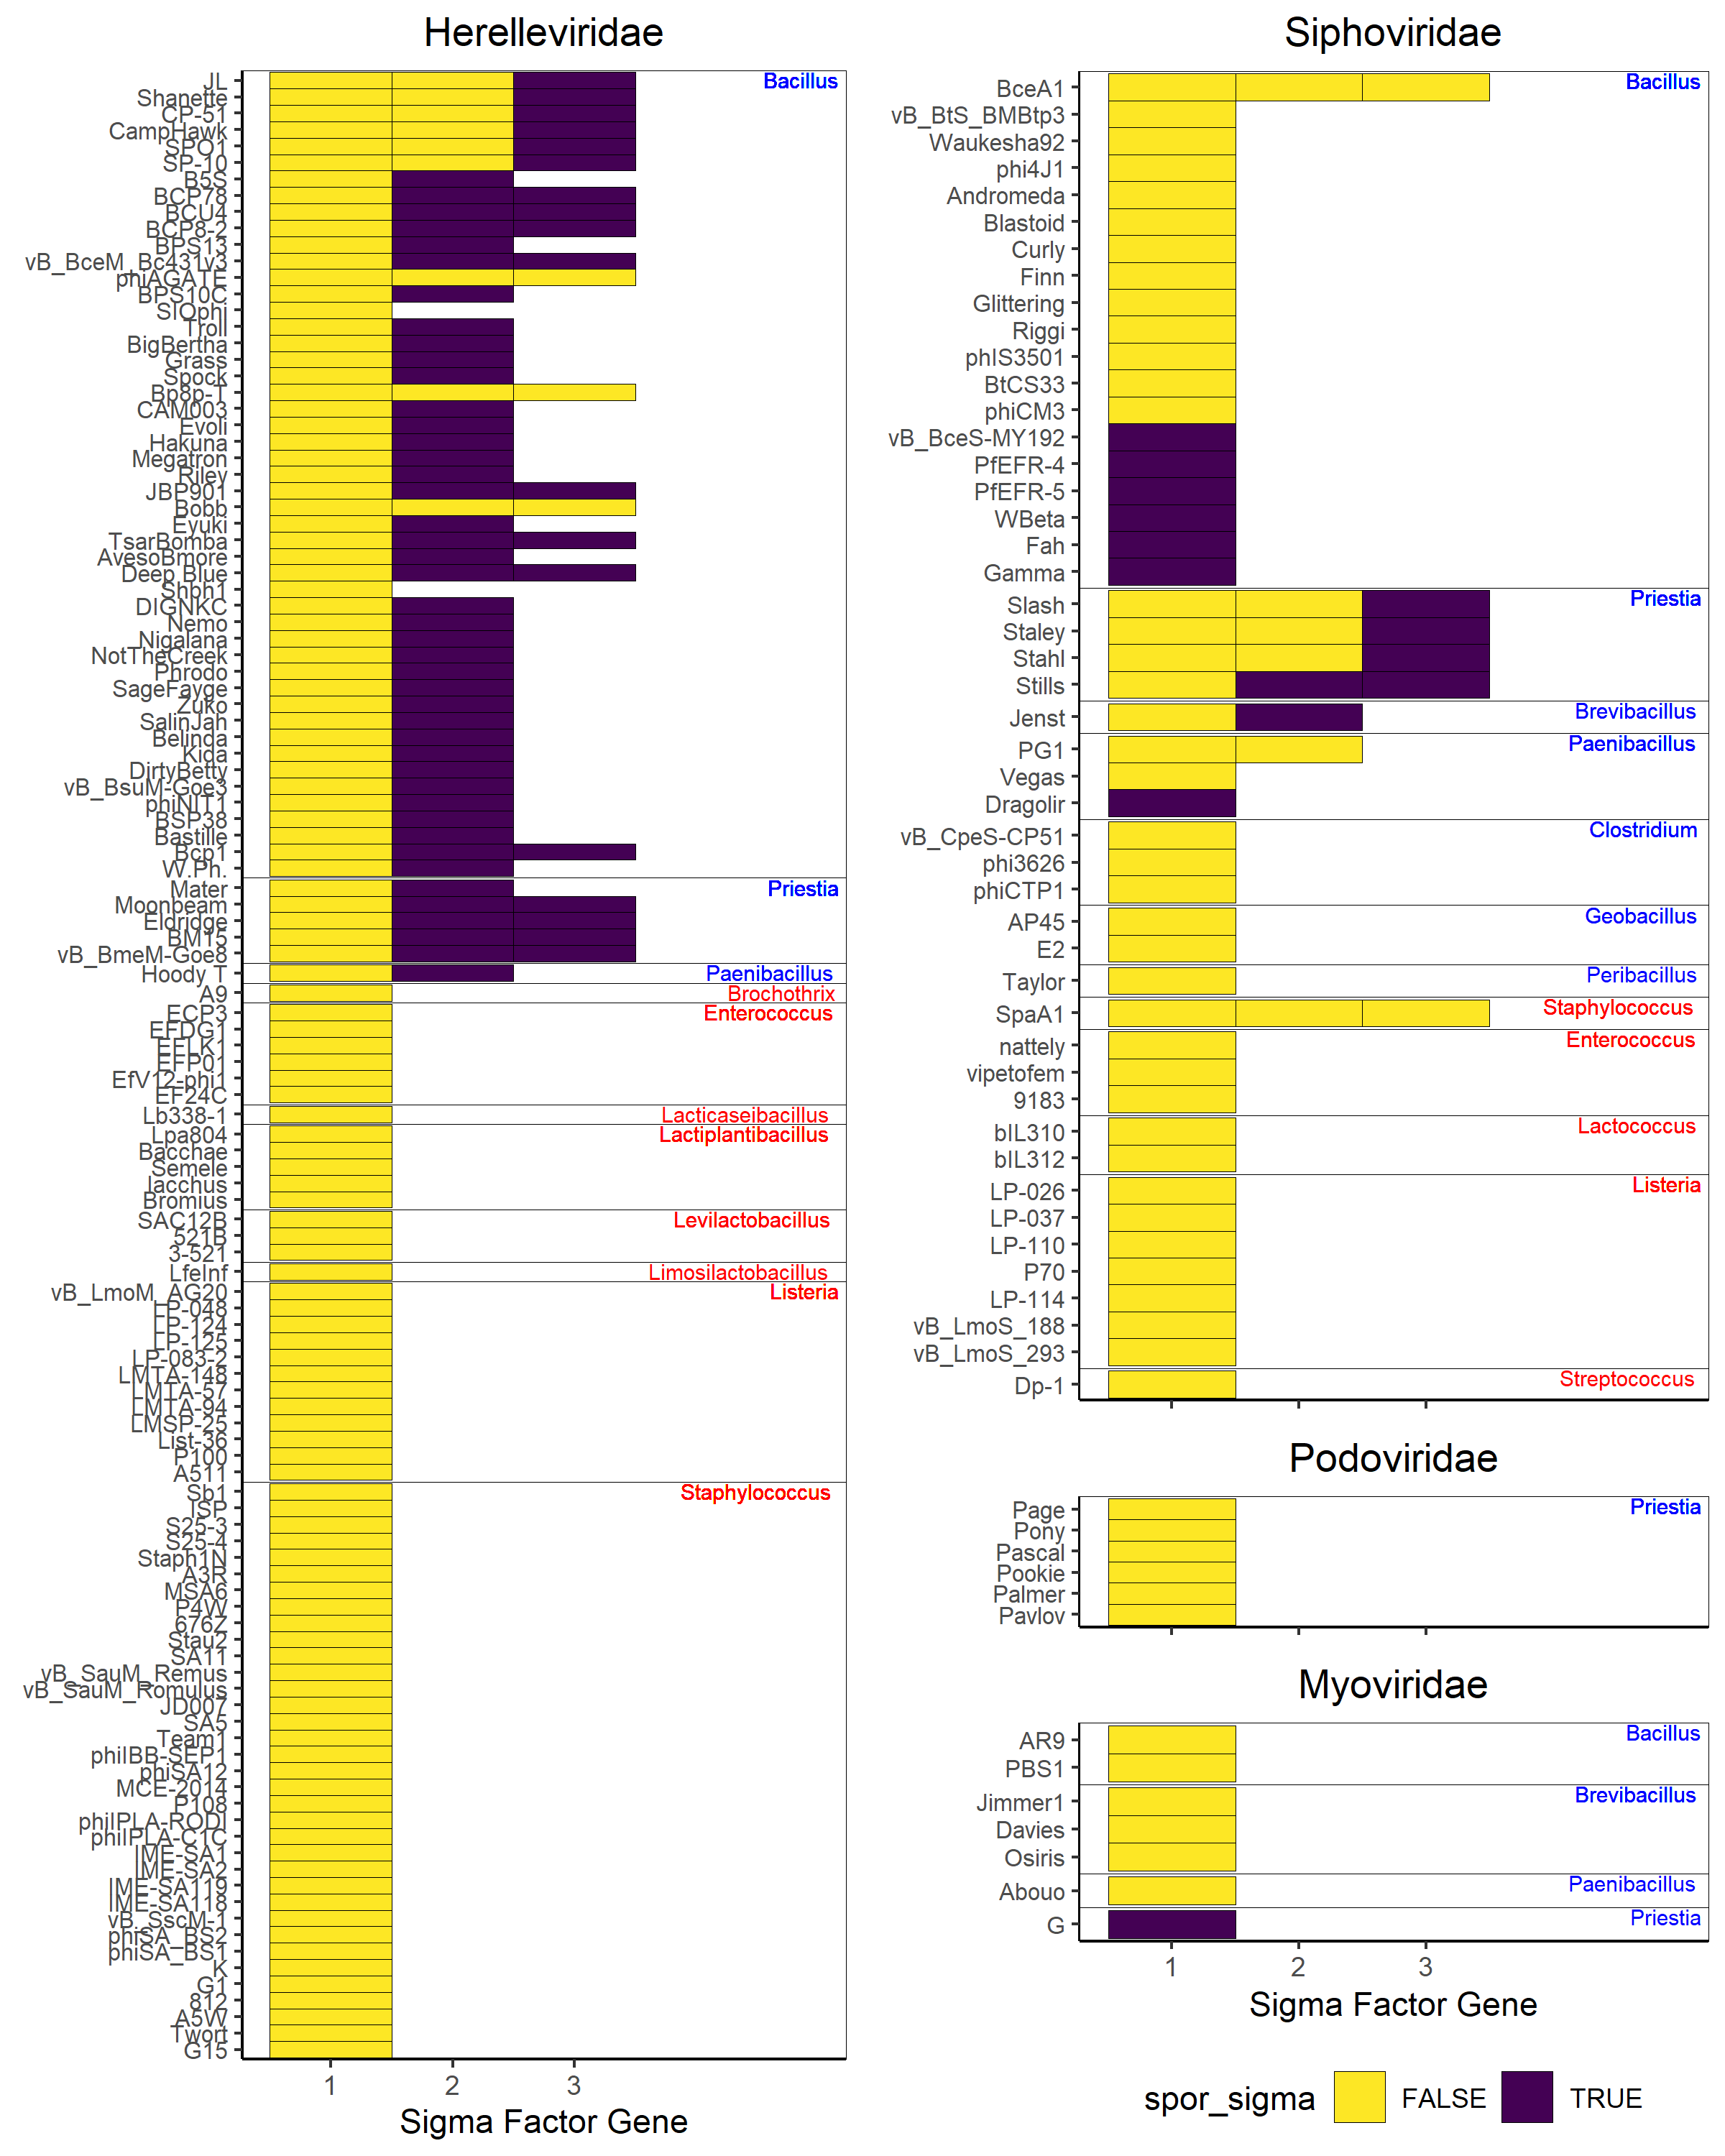 Herelleviridae
JL
Bacillus
Shanette
CP-51
CampHawk
SPO1
SP-10
B5S
BCP78
BCU4
BCP8-2
BPS13
vB_BceM_Bc431v3
phiAGATE
BPS10C
SIOphi
Troll
BigBertha
Grass
Spock
Bp8p-T
CAM003
Evoli
Hakuna
Megatron
Riley
JBP901
Bobb
Eyuki
TsarBomba
AvesoBmore
Deep Blue
Shbh1
DIGNKC
Nemo
Nigalana
NotTheCreek
Phrodo
SageFayge
Zuko
SalinJah
Belinda
Kida
DirtyBetty
vB_BsuM-Goe3
phiNIT1
BSP38
Bastille
Bcp1
W.Ph.
Mater
Priestia
Moonbeam
Eldridge
BM15
vB_BmeM-Goe8
Hoody T
Paenibacillus
A9
Brochothrix
ECP3
Enterococcus
EFDG1
EFLK1
EFP01
EfV12-phi1
EF24C
Lb338-1
Lacticaseibacillus
Lpa804
Lactiplantibacillus
Bacchae
Semele
Iacchus
Bromius
SAC12B
Levilactobacillus
521B
3-521
LfeInf
Limosilactobacillus
vB_LmoM_AG20
Listeria
LP-048
LP-124
LP-125
LP-083-2
LMTA-148
LMTA-57
LMTA-94
LMSP-25
List-36
P100
A511
Sb1
Staphylococcus
ISP
S25-3
S25-4
Staph1N
A3R
MSA6
P4W
676Z
Stau2
SA11
vB_SauM_Remus
vB_SauM_Romulus
JD007
SA5
Team1
phiIBB-SEP1
phiSA12
MCE-2014
P108
phiIPLA-RODI
phiIPLA-C1C
IME-SA1
IME-SA2
IME-SA119
IME-SA118
vB_SscM-1
phiSA_BS2
phiSA_BS1
K
G1
812
A5W
Twort
G15
1 2 3
Sigma Factor Gene
Siphoviridae
BceA1
Bacillus
vB_BtS_BMBtp3
Waukesha92
phi4J1
Andromeda
Blastoid
Curly
Finn
Glittering
Riggi
phIS3501
BtCS33
phiCM3
vB_BceS-MY192
PfEFR-4
PfEFR-5
WBeta
Fah
Gamma
Slash
Priestia
Staley
Stahl
Stills
Jenst
Brevibacillus
PG1
Paenibacillus
Vegas
Dragolir
vB_CpeS-CP51
Clostridium
phi3626
phiCTP1
AP45
Geobacillus
E2
Taylor
Peribacillus
SpaA1
Staphylococcus
nattely
Enterococcus
vipetofem
9183
bIL310
Lactococcus
bIL312
LP-026
Listeria
LP-037
LP-110
P70
LP-114
vB_LmoS_188
vB_LmoS_293
Dp-1
Streptococcus
Podoviridae
Page
Priestia
Pony
Pascal
Pookie
Palmer
Pavlov
Myoviridae
AR9
Bacillus
PBS1
Jimmer1
Brevibacillus
Davies
Osiris
Abouo
Paenibacillus
G
Priestia
1 2 3
Sigma Factor Gene
spor_sigma FALSE TRUE